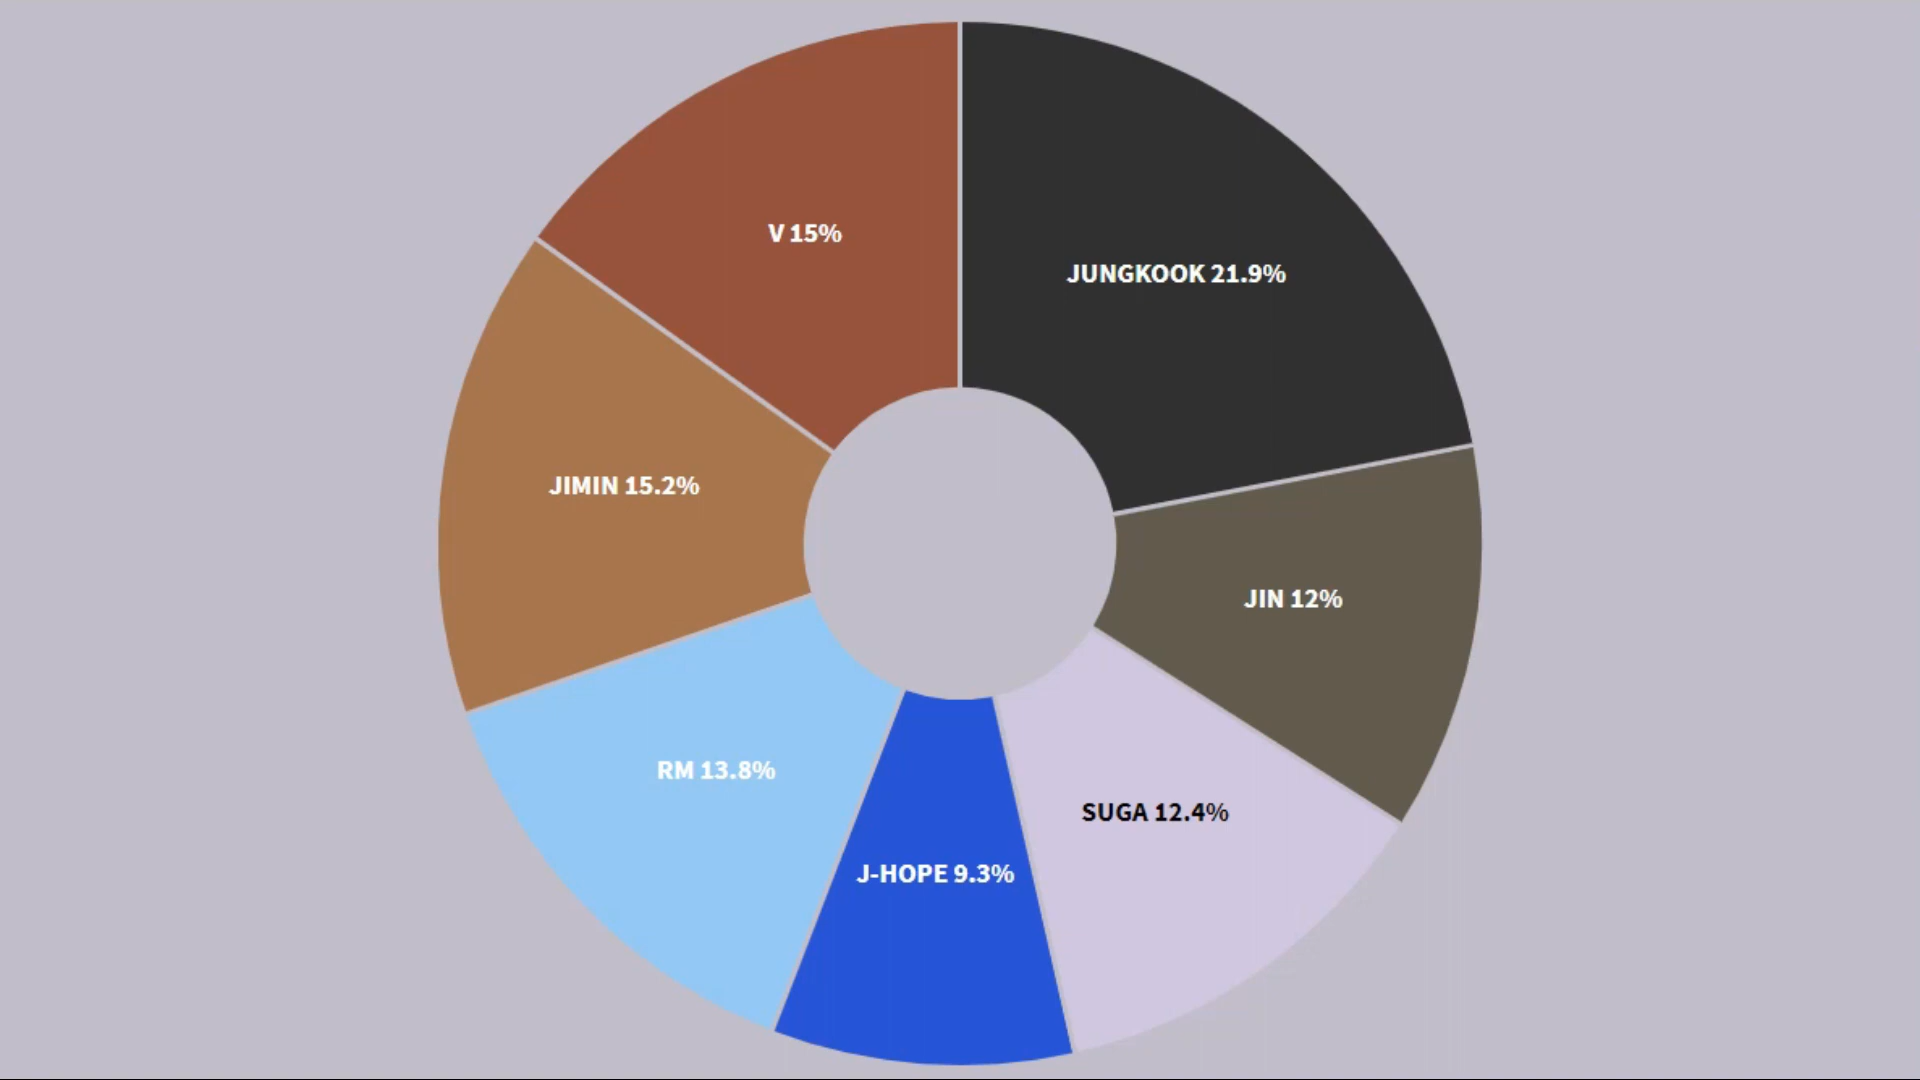 V 15%
JUNGKOOK 21.9%
JIMIN 15.2%
JIN 12%
RM 13.8%
SUGA 12.4%
J-HOPE 9.3%